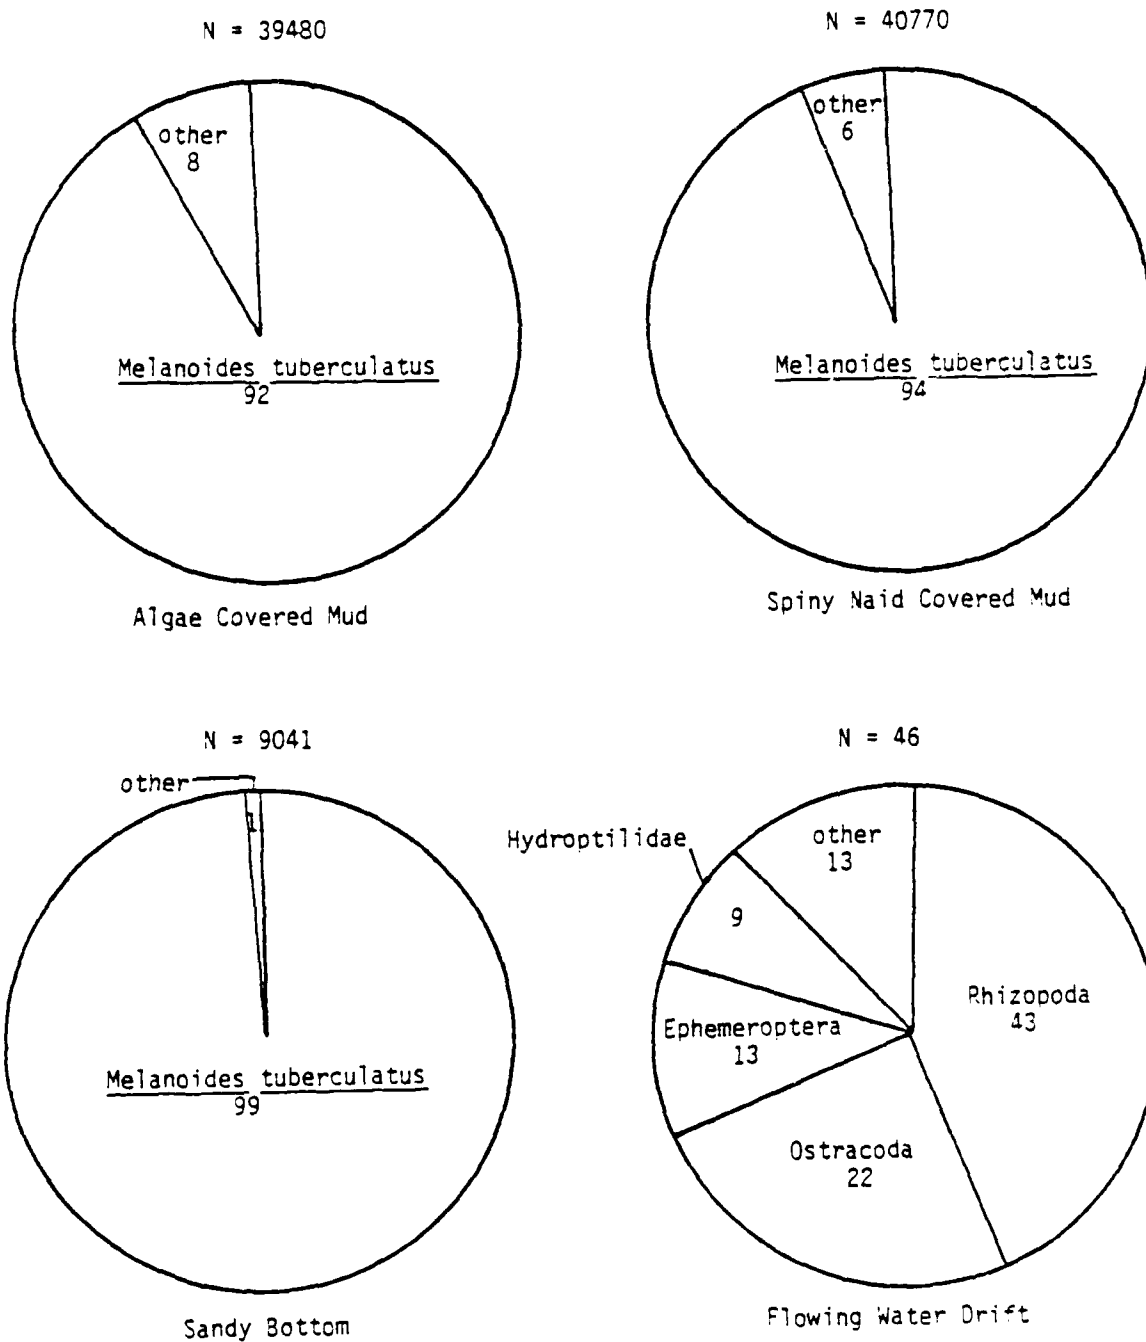 N = 39480
other
8
Melanoides tuberculatus
92
Algae Covered Mud
N = 40770
other
6
Melanoides tuberculatus
94
Spiny Naid Covered Mud
N = 9041
other
1
Melanoides tuberculatus
99
Sandy Bottom
N = 46
Hydroptilidae
other
13
9
Rhizopoda
43
Ephemeroptera
13
Ostracoda
22
Flowing Water Drift